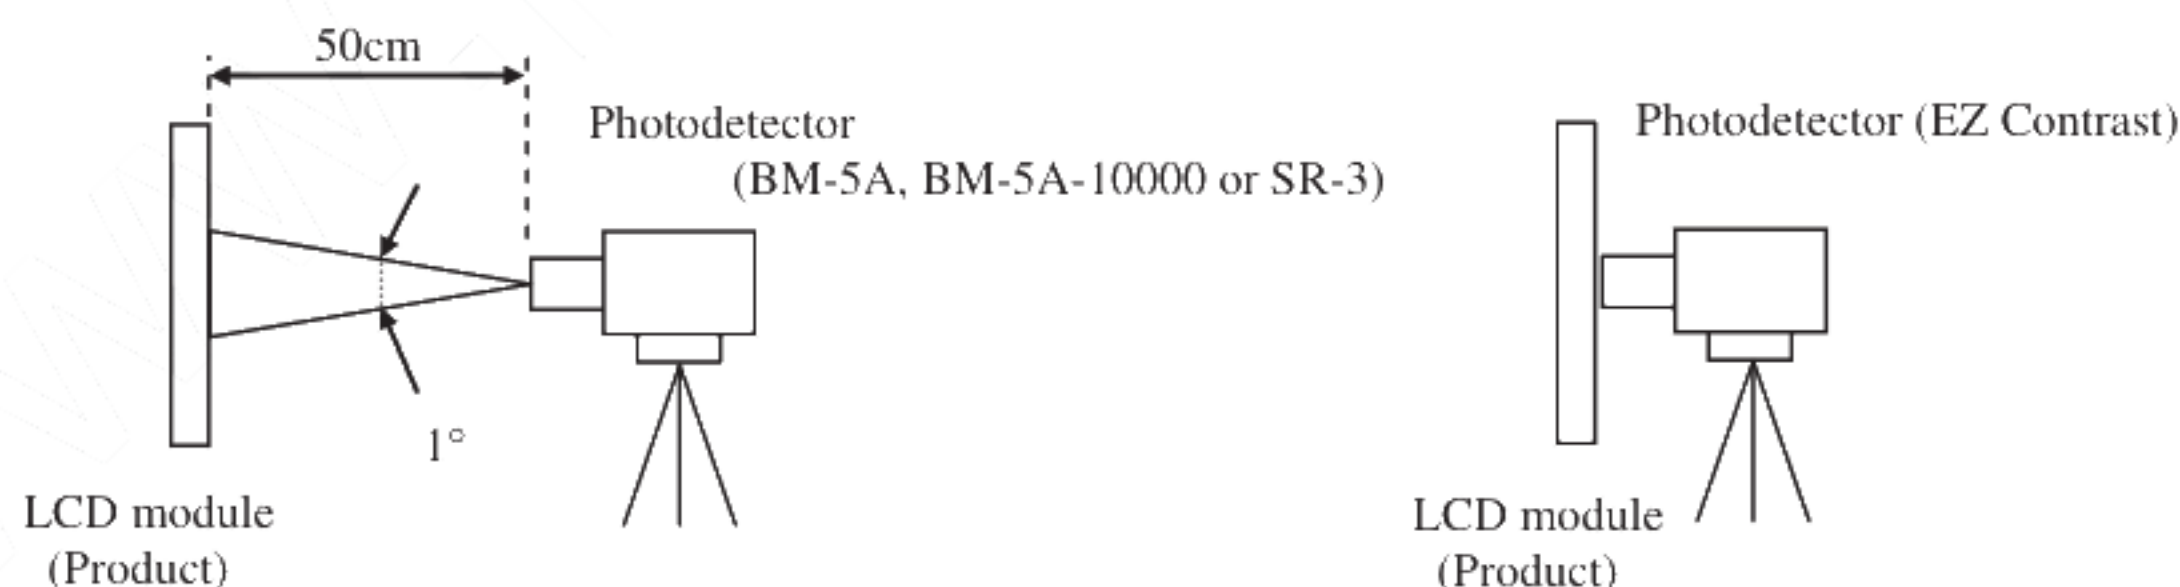 50cm
Photodetector
(BM-5A, BM-5A-10000 or SR-3)
1°
LCD module
(Product)
Photodetector (EZ Contrast)
LCD module
(Product)